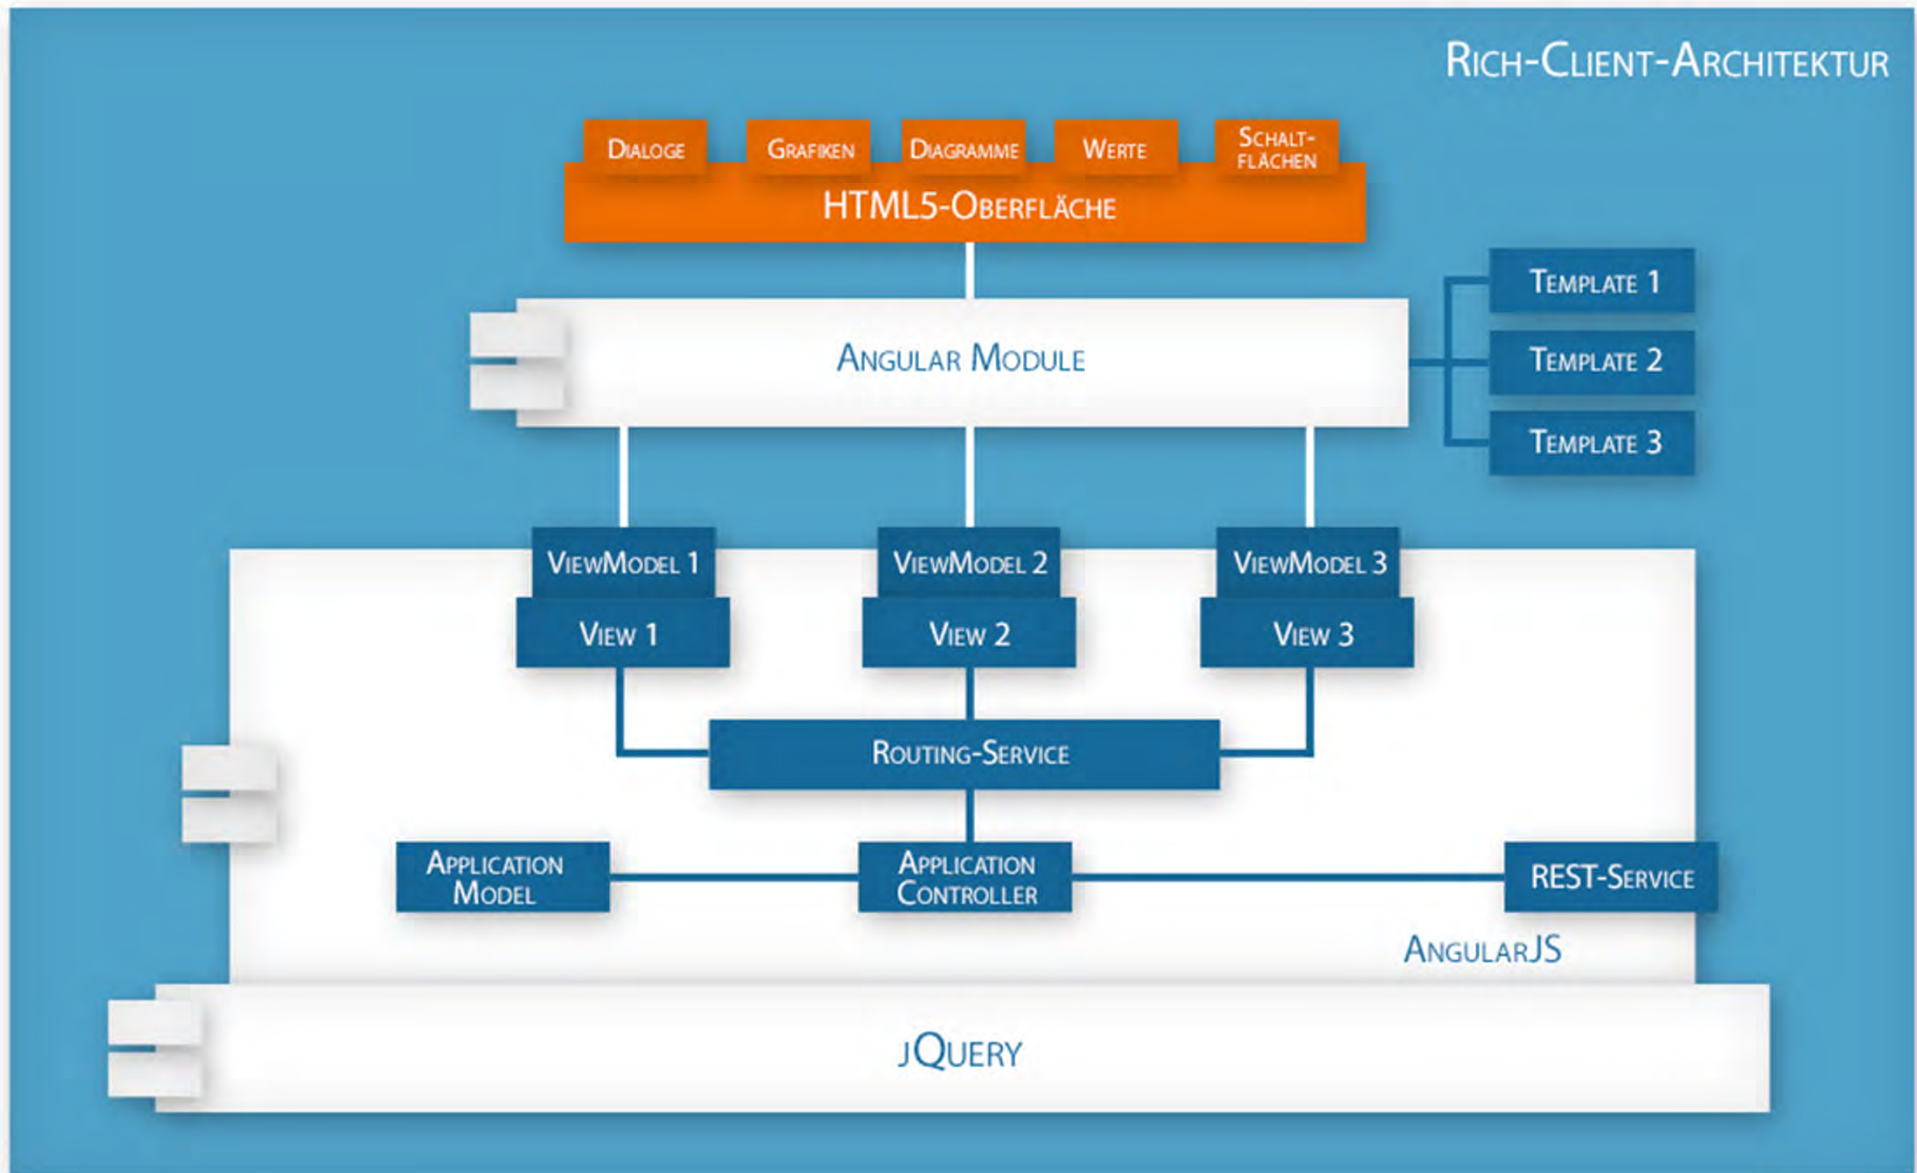 Rich-Client-Architektur
Dialoge
Grafiken
Diagramme
Werte
Schalt-
flächen
HTML5-Oberfläche
Angular Module
Template 1
Template 2
Template 3
ViewModel 1
ViewModel 2
ViewModel 3
View 1
View 2
View 3
Routing-Service
Application
Model
Application
Controller
REST-Service
AngularJS
jQuery